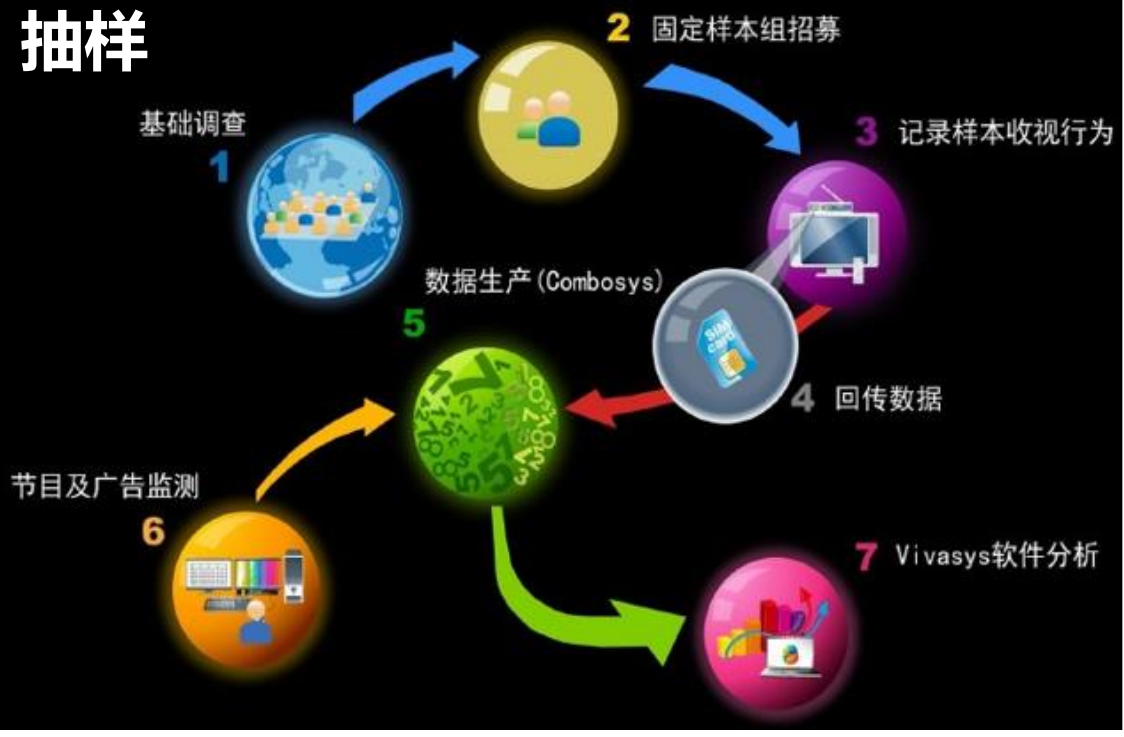 抽样
基础调查
1
2 固定样本组招募
3 记录样本收视行为
SIM
card
4 回传数据
数据生产(Combosys)
5
节目及广告监测
6
7 Vivasys软件分析